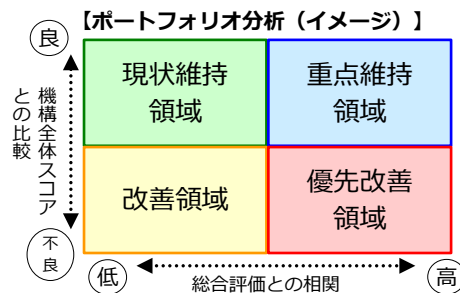 【ポートフォリオ分析（イメージ）】
良
現状維持
領域
重点維持
領域
機構全体スコア
との比較
改善領域
優先改善
領域
不
良
低
総合評価との相関
高